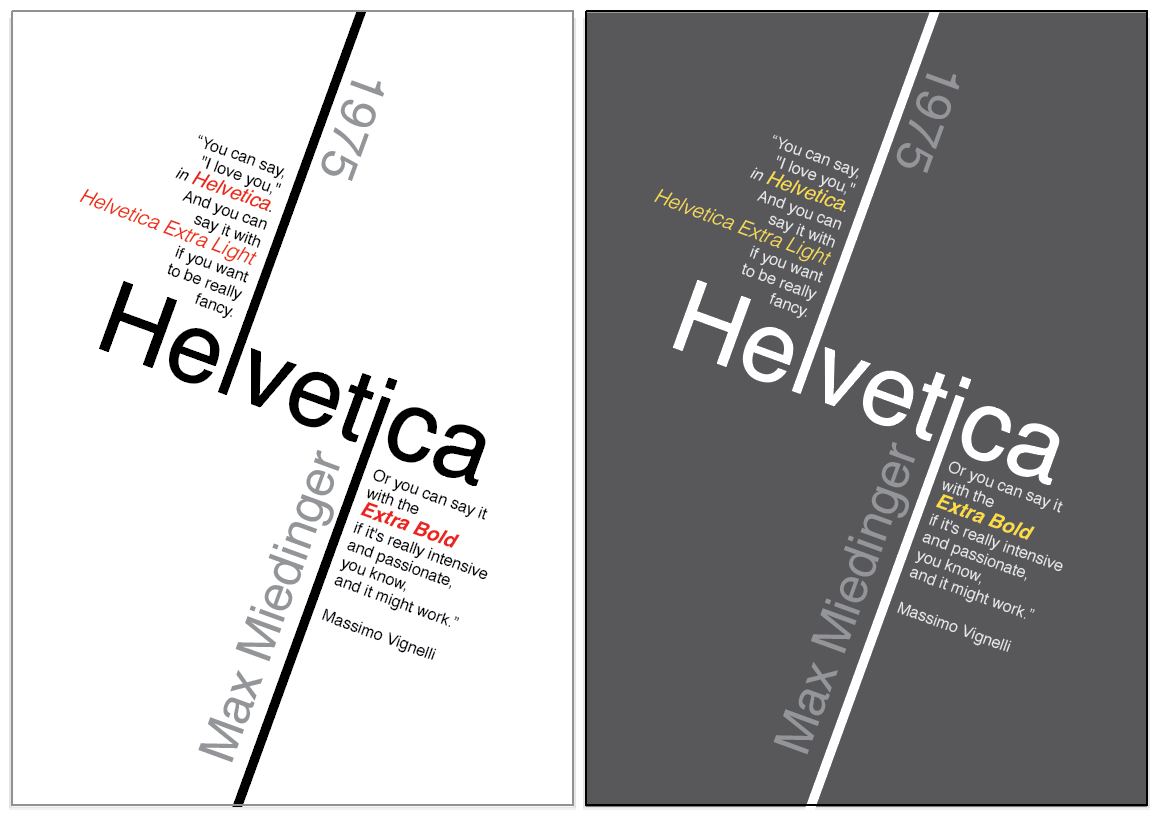 1975
“You can say,
"I love you,"
in Helvetica.
And you can
say it with
Helvetica Extra Light
if you want
to be really
fancy.
Helvetica
Max Miedinger
Or you can say it
with the
Extra Bold
if it's really intensive
and passionate,
you know,
and it might work.”
Massimo Vignelli
1975
“You can say,
"I love you,"
in Helvetica.
And you can
say it with
Helvetica Extra Light
if you want
to be really
fancy.
Helvetica
Max Miedinger
Or you can say it
with the
Extra Bold
if it's really intensive
and passionate,
you know,
and it might work.”
Massimo Vignelli